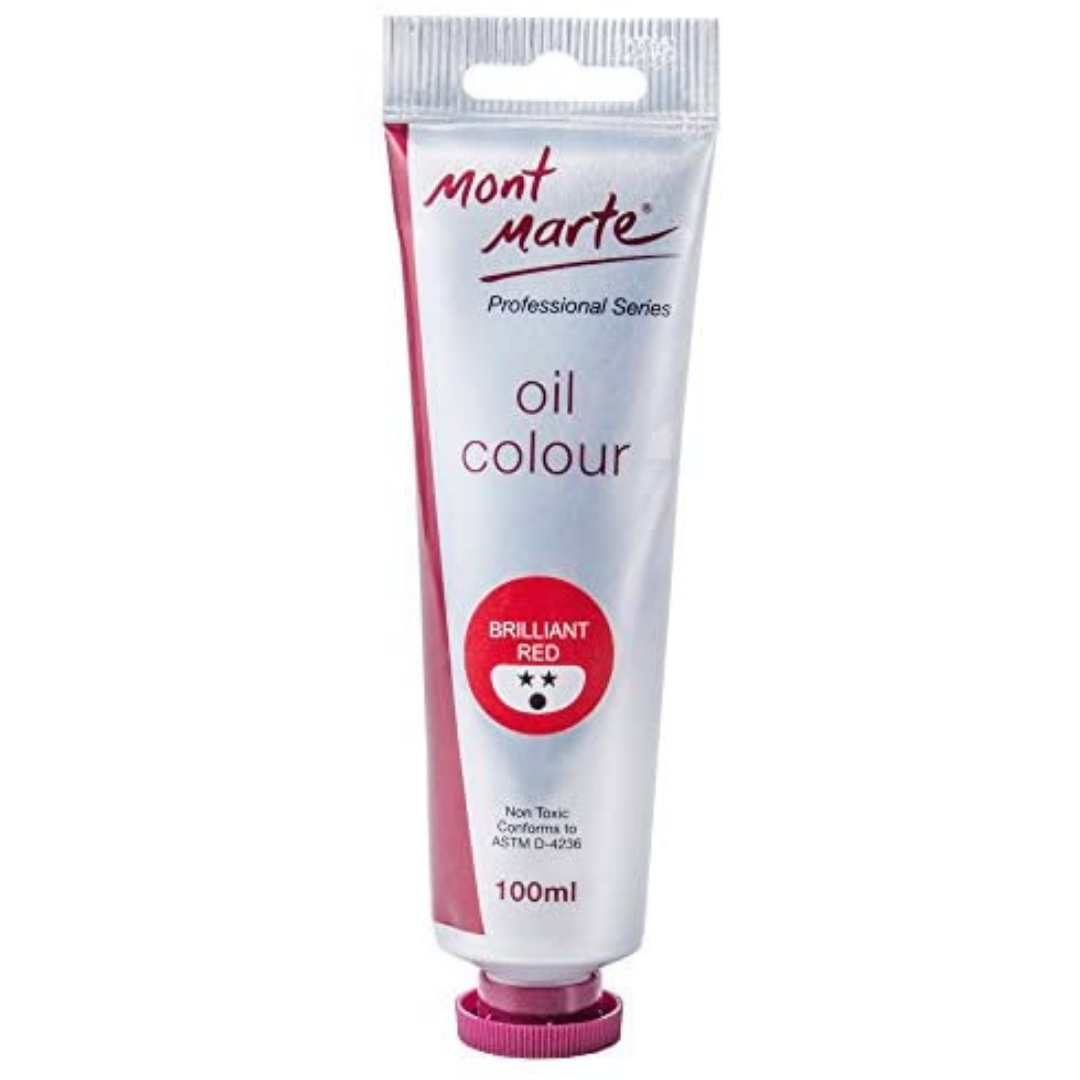 Mont
Marte®
Professional Series
oil
colour
BRILLIANT
RED
Non Toxic
Conforms to
ASTM D-4236
100ml